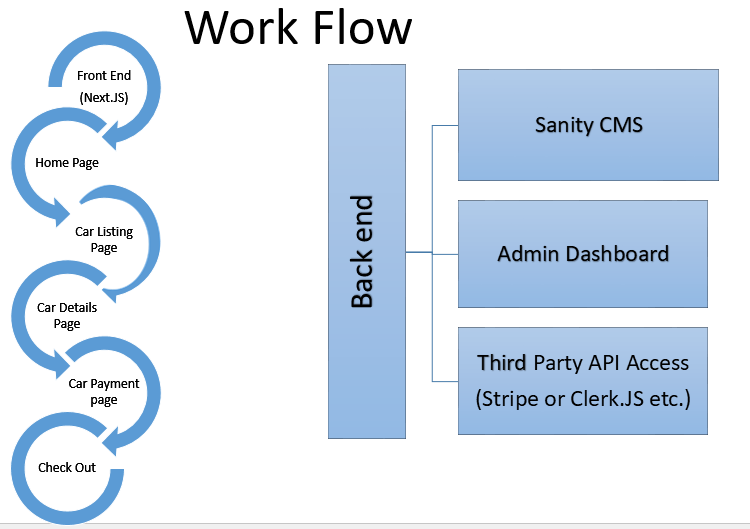 Work Flow
Front End
(Next.JS)
Home Page
Car Listing
Page
Car Details
Page
Car Payment
page
Check Out
Back end
Sanity CMS
Admin Dashboard
Third Party API Access
(Stripe or Clerk.JS etc.)